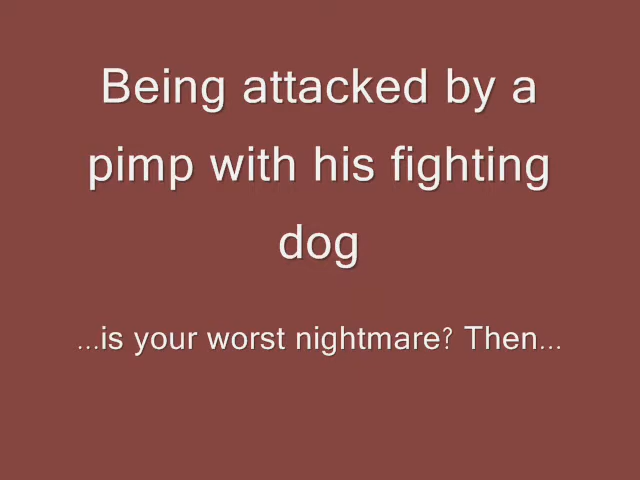 Being attacked by a
pimp with his fighting
dog
...is your worst nightmare? Then...